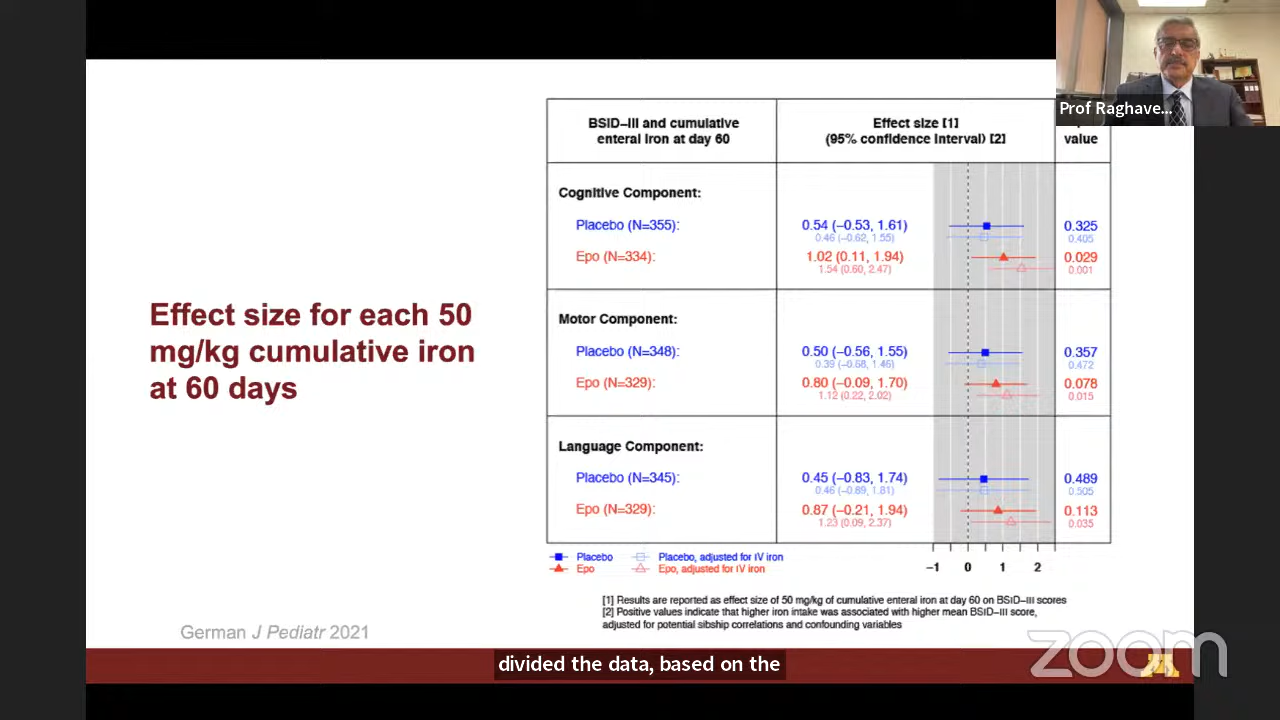 Prof Raghave...
BSID-III and cumulative enteral iron at day 60
Effect size [1]
(95% confidence interval) [2]
value
Cognitive Component:
Placebo (N=355): 0.54 (−0.53, 1.61) 0.325
0.46 (−0.62, 1.55) 0.405
Epo (N=334): 1.02 (0.11, 1.94) 0.029
1.54 (0.60, 2.47) 0.001
Motor Component:
Placebo (N=348): 0.50 (−0.56, 1.55) 0.357
0.39 (−0.68, 1.46) 0.472
Epo (N=329): 0.80 (−0.09, 1.70) 0.078
1.12 (0.22, 2.02) 0.015
Language Component:
Placebo (N=345): 0.45 (−0.83, 1.74) 0.489
0.46 (−0.89, 1.81) 0.505
Epo (N=329): 0.87 (−0.21, 1.94) 0.113
1.23 (0.09, 2.37) 0.035
Effect size for each 50
mg/kg cumulative iron
at 60 days
Placebo Placebo, adjusted for IV iron
Epo Epo, adjusted for IV iron
−1 0 1 2
[1] Results are reported as effect size of 50 mg/kg of cumulative enteral iron at day 60 on BSID-III scores
[2] Positive values indicate that higher iron intake was associated with higher mean BSID-III score,
adjusted for potential sibship correlations and confounding variables
German J Pediatr 2021
divided the data, based on the
zoom
M